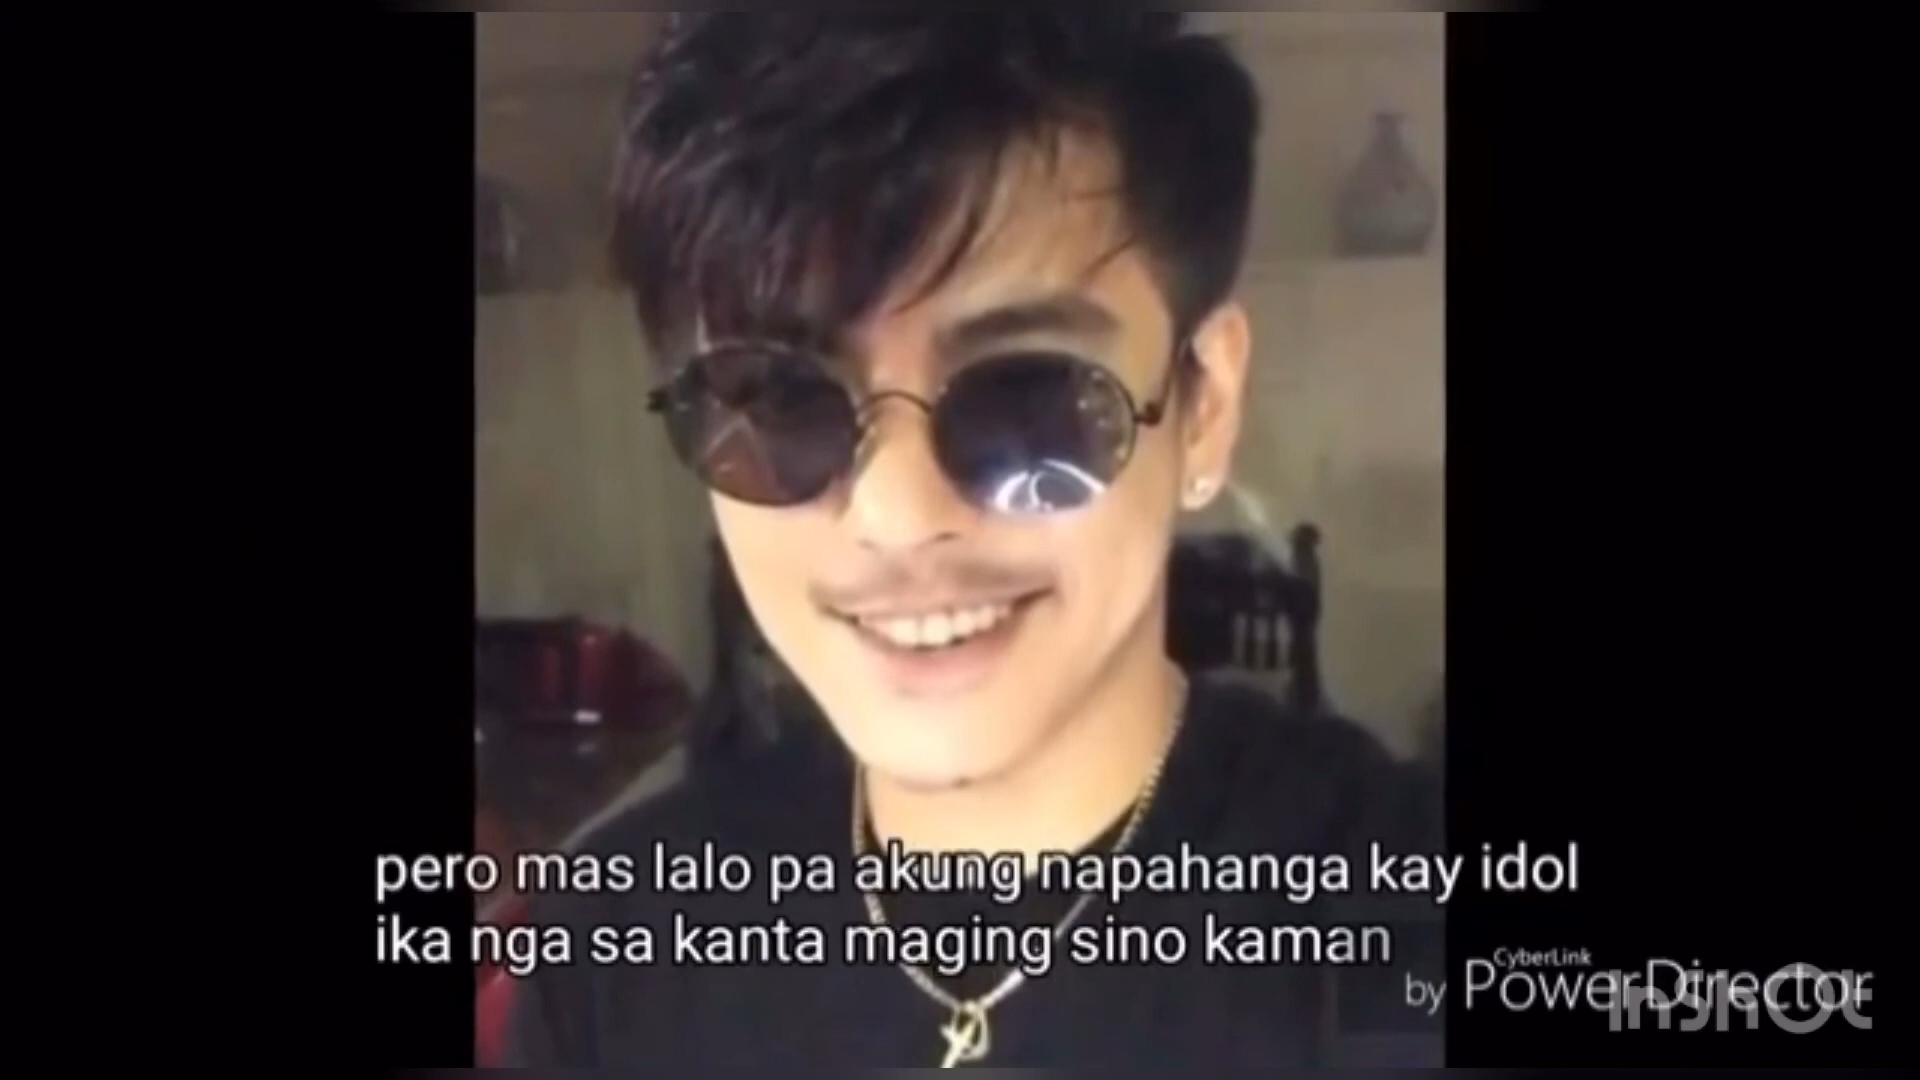 pero mas lalo pa akung napahanga kay idol
ika nga sa kanta maging sino kaman
CyberLink
by PowerDirector
InShOt